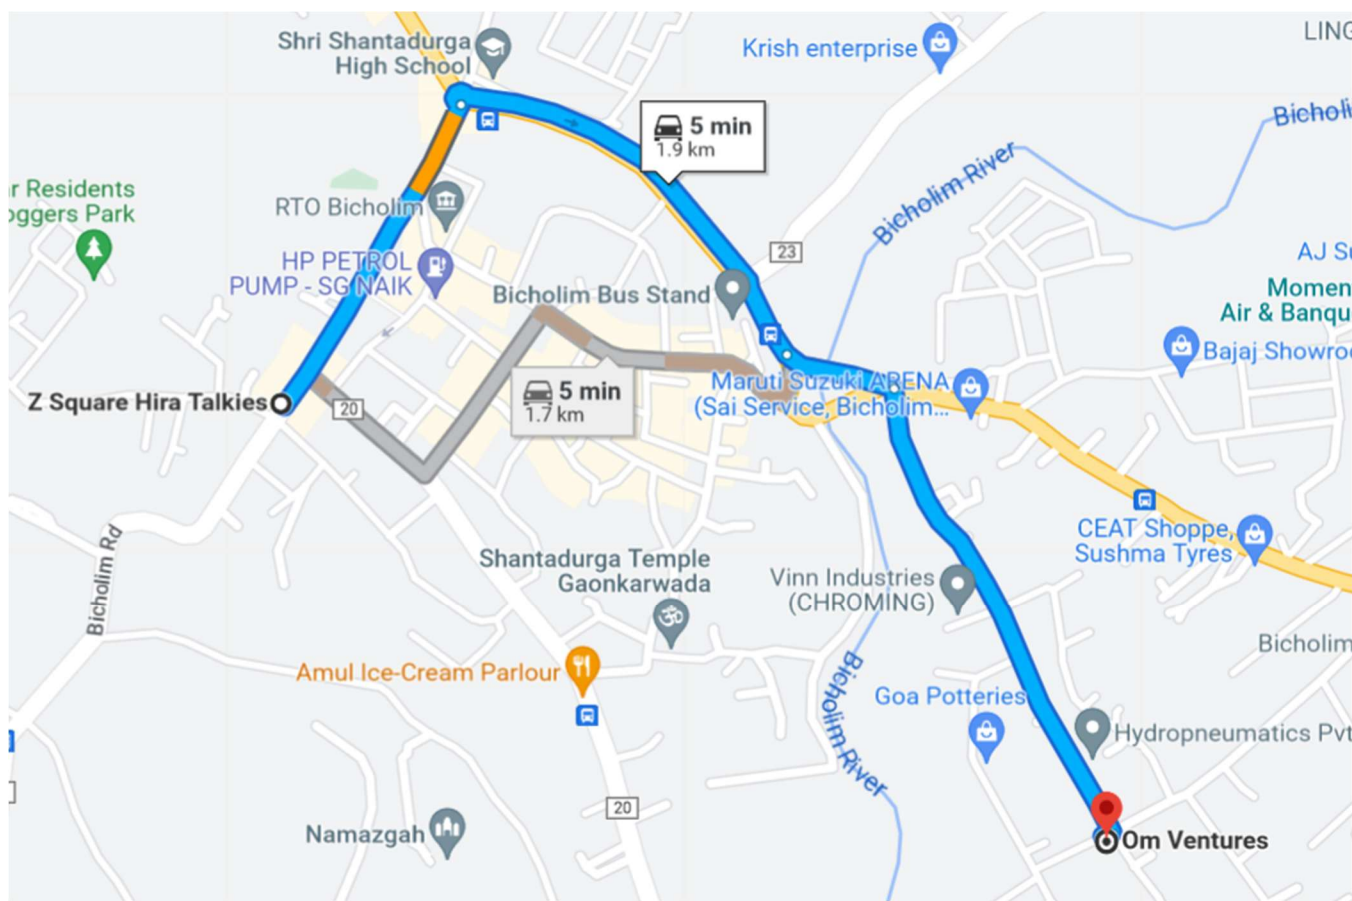 Shri Shantadurga
High School
Krish enterprise
LING
5 min
1.9 km
Bicholi
Bicholim River
r Residents
oggers Park
RTO Bicholim
23
HP PETROL
PUMP - SG NAIK
AJ Su
Bicholim Bus Stand
Momen
Air & Banqu
Bajaj Showroo
Z Square Hira Talkies
20
5 min
1.7 km
Maruti Suzuki ARENA
(Sai Service, Bicholim...
CEAT Shoppe,
Sushma Tyres
Bicholim Rd
Shantadurga Temple
Gaonkarwada
Vinn Industries
(CHROMING)
Bicholim
Amul Ice-Cream Parlour
Bicholim River
Goa Potteries
Hydropneumatics Pvt
20
Namazgah
Om Ventures